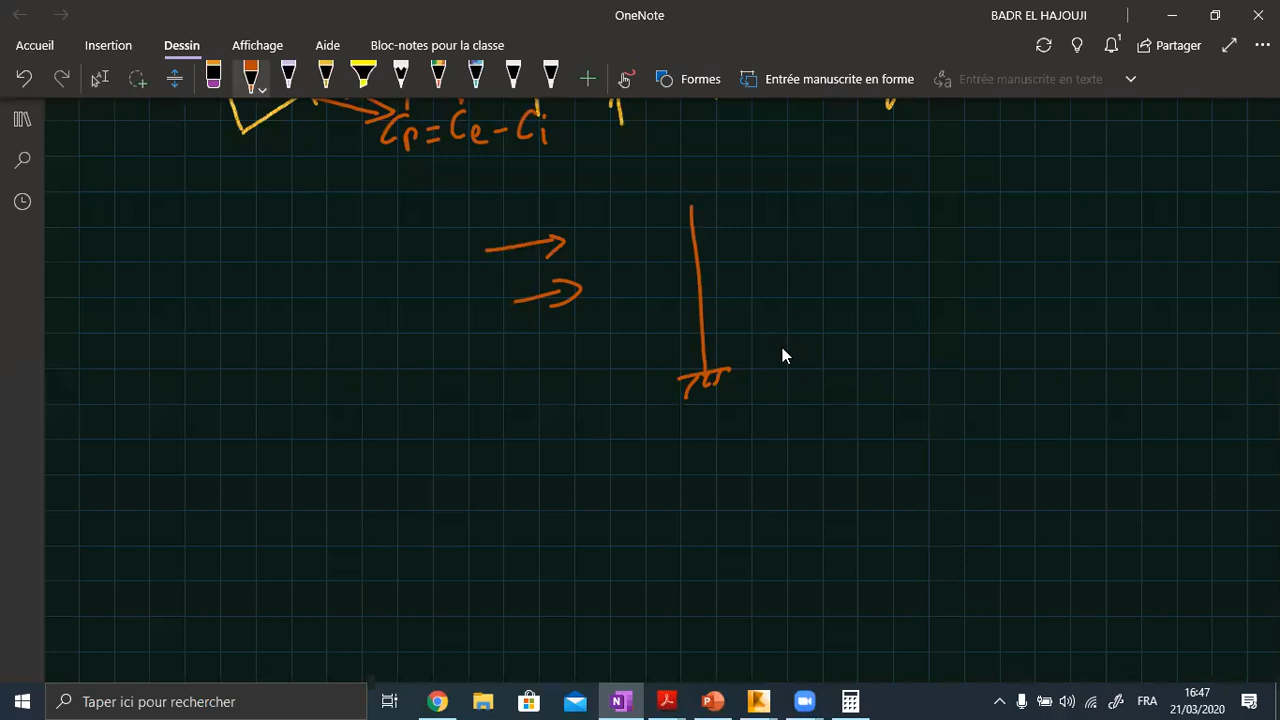 OneNote
BADR EL HAJOUJI
Accueil Insertion Dessin Affichage Aide Bloc-notes pour la classe
Partager
Formes Entrée manuscrite en forme Entrée manuscrite en texte
Cp = Ce - Ci
Taper ici pour rechercher
FRA
16:47
21/03/2020